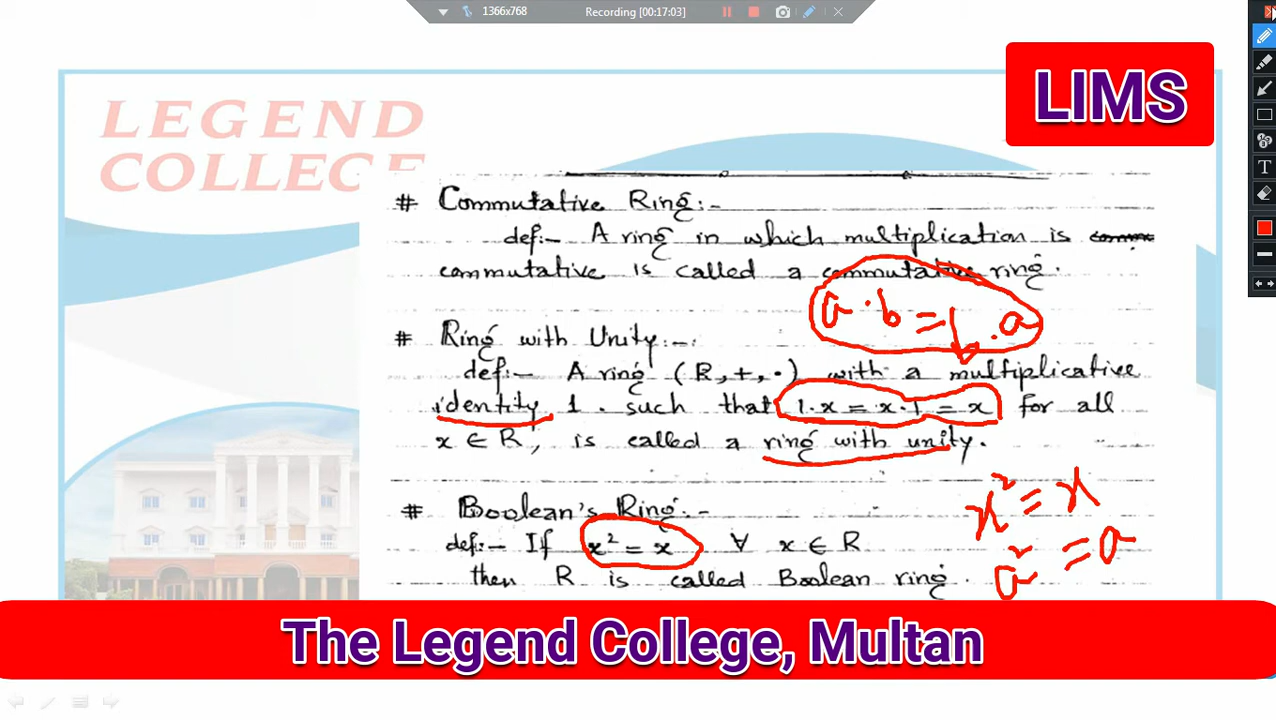 1366x768 Recording [00:17:03]
LIMS
LEGEND
COLLEGE
# Commutative Ring:-
def:- A ring in which multiplication is
commutative is called a commutative ring.
a.b = b.a
# Ring with Unity:-
def:- A ring (R,+,.) with a multiplicative
identity 1. such that 1.x = x.1 = x for all
x ∈ R, is called a ring with unity.
x² = x
# Boolean's Ring:-
def:- If x² = x ∀ x ∈ R
a² = a
then R is called Boolean ring.
The Legend College, Multan